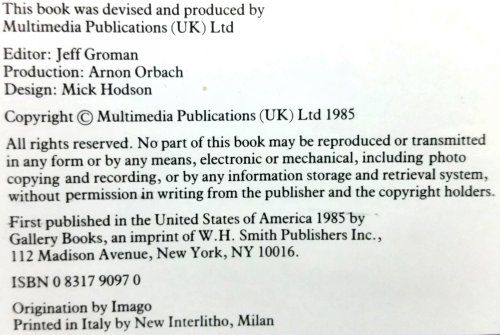 This book was devised and produced by
Multimedia Publications (UK) Ltd
Editor: Jeff Groman
Production: Arnon Orbach
Design: Mick Hodson
Copyright © Multimedia Publications (UK) Ltd 1985
All rights reserved. No part of this book may be reproduced or transmitted
in any form or by any means, electronic or mechanical, including photo
copying and recording, or by any information storage and retrieval system,
without permission in writing from the publisher and the copyright holders.
First published in the United States of America 1985 by
Gallery Books, an imprint of W.H. Smith Publishers Inc.,
112 Madison Avenue, New York, NY 10016.
ISBN 0 8317 9097 0
Origination by Imago
Printed in Italy by New Interlitho, Milan